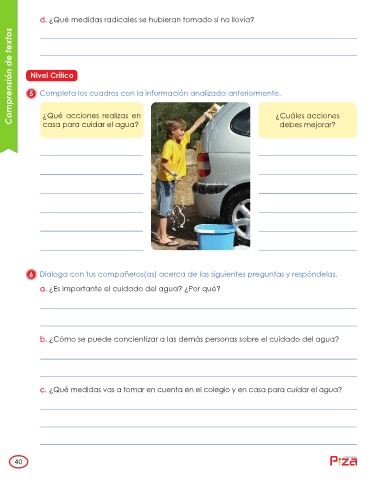 d. ¿Qué medidas radicales se hubieran tomado si no llovía?
Comprensión de textos
Nivel Crítico
5 Completa los cuadros con la información analizada anteriormente.
¿Qué acciones realizas en
casa para cuidar el agua?
¿Cuáles acciones
debes mejorar?
6 Dialoga con tus compañeros(as) acerca de las siguientes preguntas y respóndelas.
a. ¿Es importante el cuidado del agua? ¿Por qué?
b. ¿Cómo se puede concientizar a las demás personas sobre el cuidado del agua?
c. ¿Qué medidas vas a tomar en cuenta en el colegio y en casa para cuidar el agua?
40